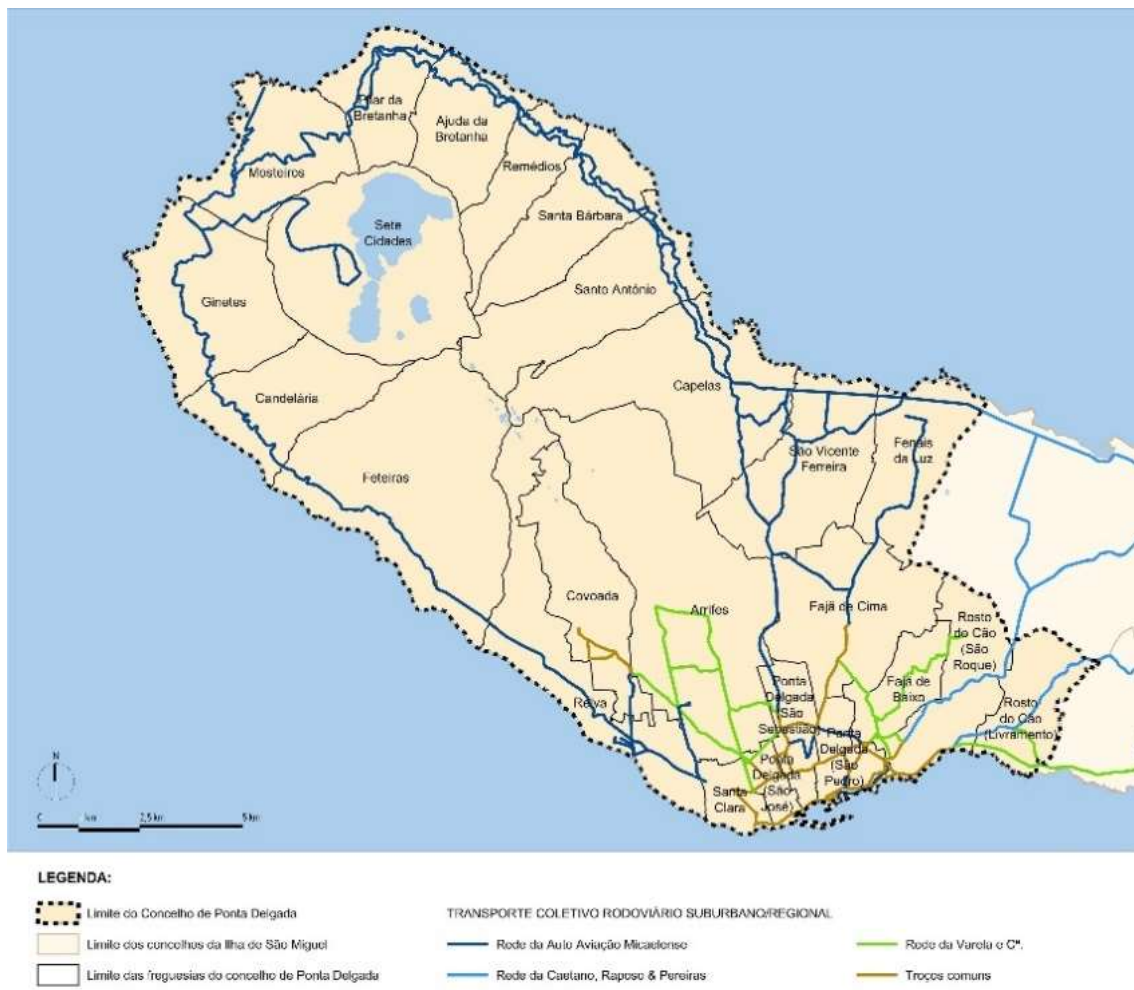 Pilar da
Bretanha
Ajuda da
Bretanha
Mosteiros
Remédios
Sete
Cidades
Santa Bárbara
Santo António
Ginetes
Candelária
Capelas
Feteiras
São Vicente
Ferreira
Fenais
da Luz
Covoada
Arrifes
Fajã de Cima
Rosto
do Cão
(São
Roque)
Fajã de
Baixo
Ponta
Delgada
(São
Sebastião)
Relva
Rosto
do Cão
(Livramento)
Ponta
Delgada
(São
Pedro)
Ponta
Delgada
(São
José)
Santa
Clara
N
0 1 km 2,5 km 5 km
LEGENDA:
Limite do Concelho de Ponta Delgada
Limite dos concelhos da Ilha de São Miguel
Limite das freguesias do concelho de Ponta Delgada
TRANSPORTE COLETIVO RODOVIÁRIO SUBURBANO/REGIONAL
Rede da Auto Aviação Micaelense
Rede da Caetano, Raposo & Pereiras
Rede da Varela e Cª.
Troços comuns